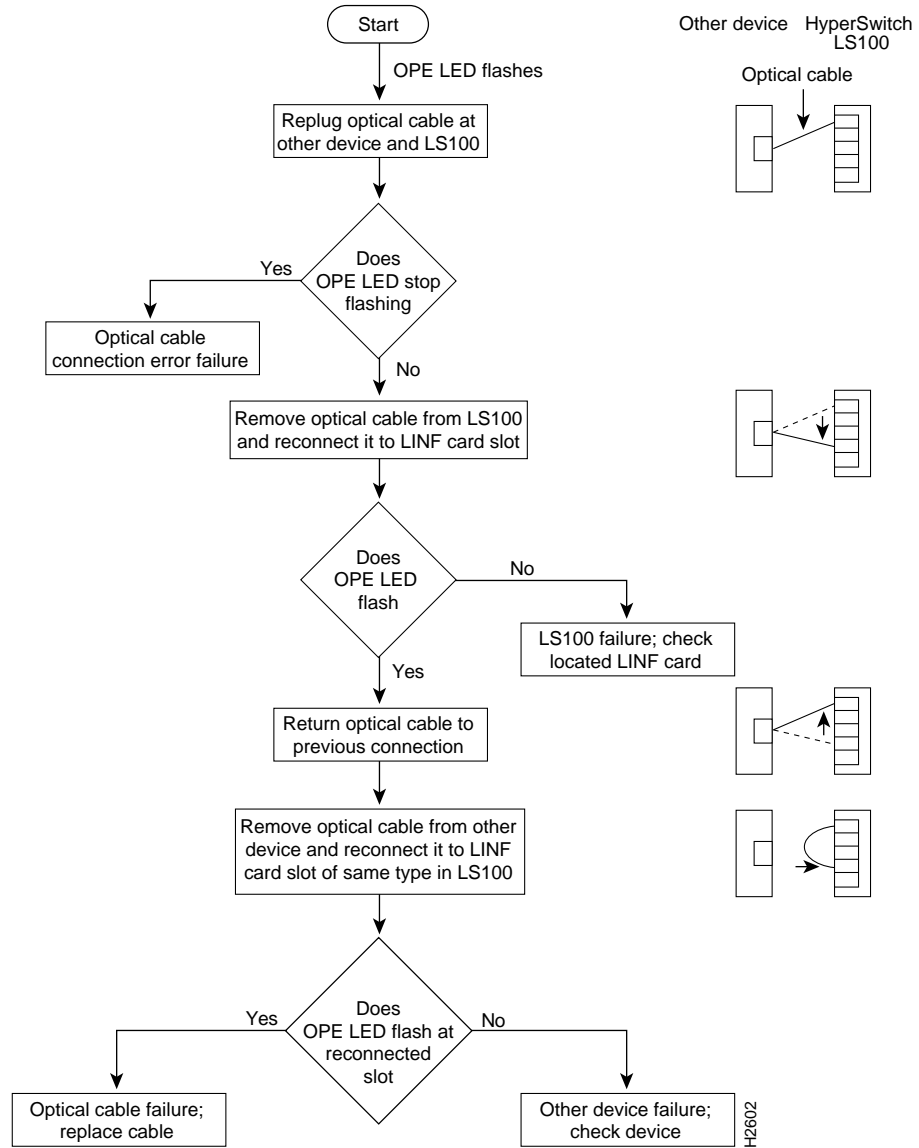 Start
Other device
HyperSwitch
LS100
OPE LED flashes
Optical cable
Replug optical cable at
other device and LS100
Does
OPE LED stop
flashing
Yes
Optical cable
connection error failure
No
Remove optical cable from LS100
and reconnect it to LINF card slot
Does
OPE LED
flash
No
LS100 failure; check
located LINF card
Yes
Return optical cable to
previous connection
Remove optical cable from other
device and reconnect it to LINF
card slot of same type in LS100
Does
OPE LED flash at
reconnected
slot
Yes
No
Optical cable failure;
replace cable
Other device failure;
check device
H2602